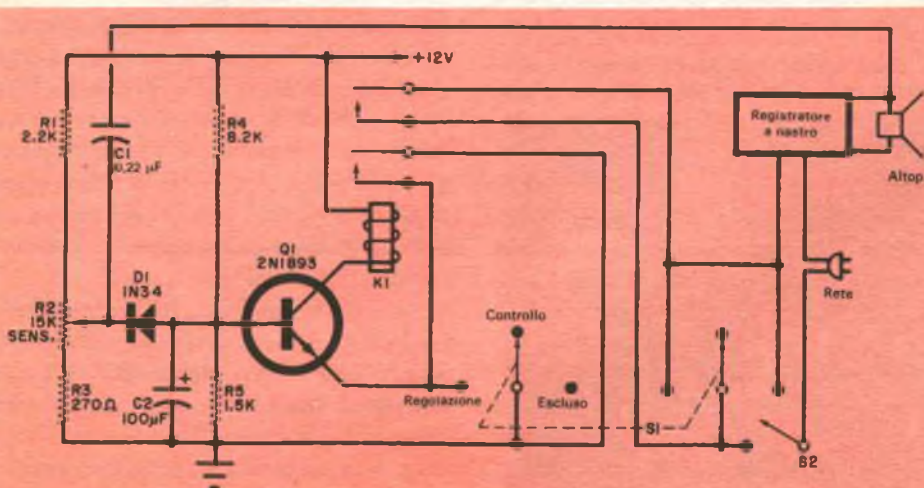 +12V
R1
2.2K
C1
0,22 µF
R4
8.2K
Registratore
a nastro
Altop
Q1
2N1893
K1
D1
1N34
R2
15K
SENS.
Rete
Controllo
R3
270Ω
C2
100µF
+
R5
1.5K
Regolazione
Escluso
S1
B2